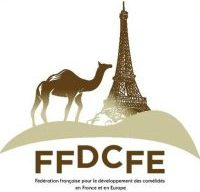 FFDCFE
Fédération française pour le développement des camélidés
en France et en Europe